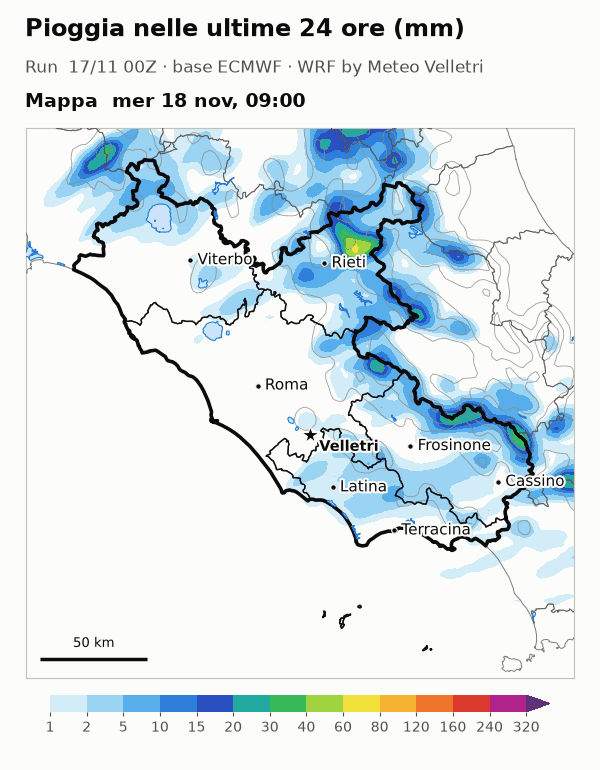 Pioggia nelle ultime 24 ore (mm)
Run  17/11 00Z · base ECMWF · WRF by Meteo Velletri
Mappa  mer 18 nov, 09:00
Viterbo
Rieti
Roma
Velletri
Frosinone
Cassino
Latina
Terracina
50 km
1 2 5 10 15 20 30 40 60 80 120 160 240 320